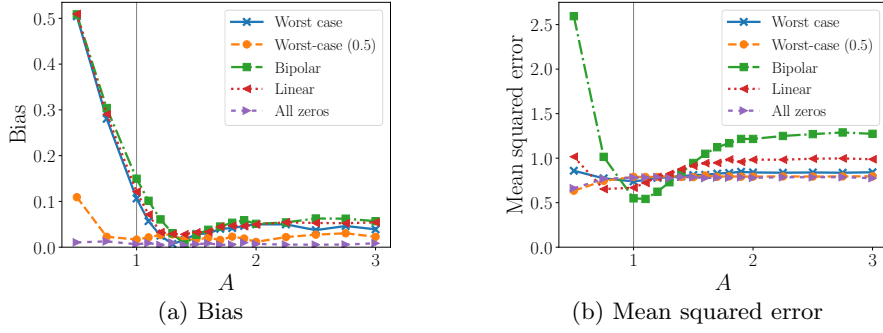 0.5
0.4
0.3
0.2
0.1
0.0
Bias
Worst case
Worst-case (0.5)
Bipolar
Linear
All zeros
1
2
3
A
(a) Bias
2.5
2.0
1.5
1.0
0.5
0.0
Mean squared error
Worst case
Worst-case (0.5)
Bipolar
Linear
All zeros
1
2
3
A
(b) Mean squared error